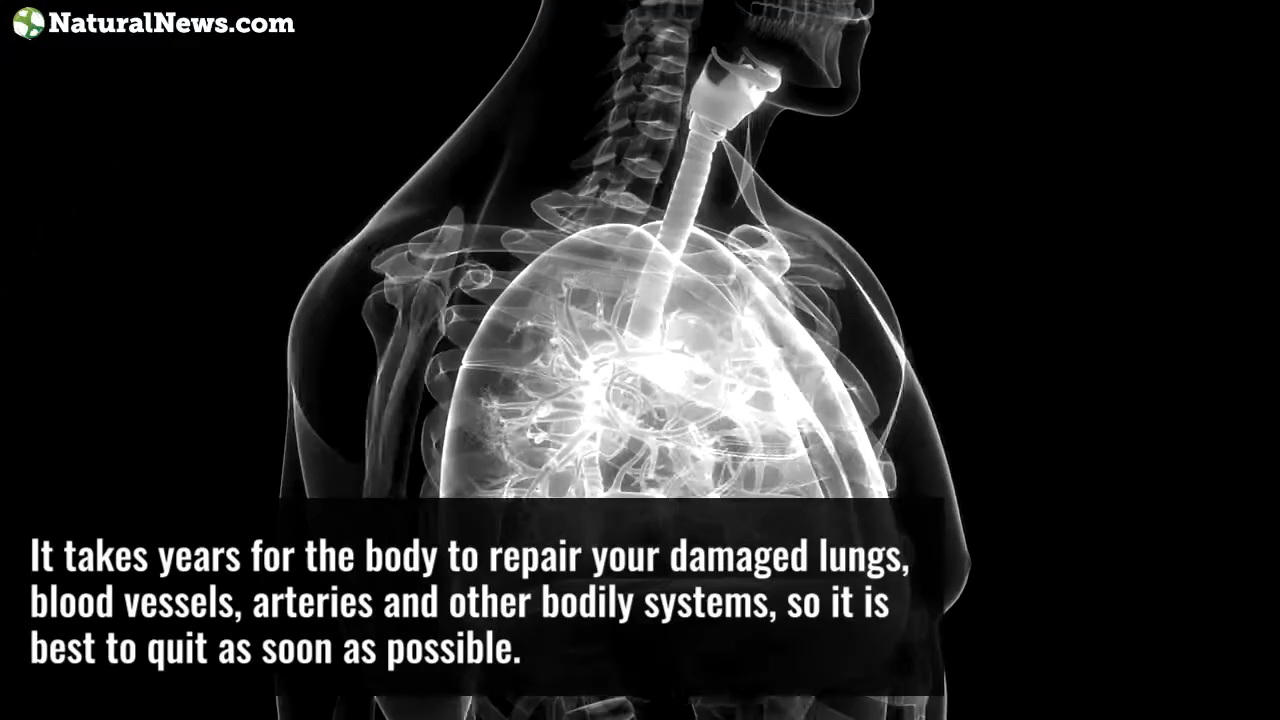 NaturalNews.com
It takes years for the body to repair your damaged lungs,
blood vessels, arteries and other bodily systems, so it is
best to quit as soon as possible.